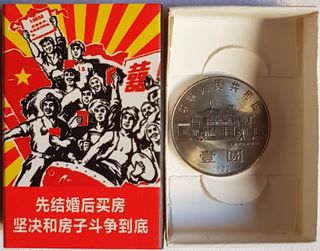 囍
先结婚后买房
坚决和房子斗争到底
中华人民共和国
壹圆